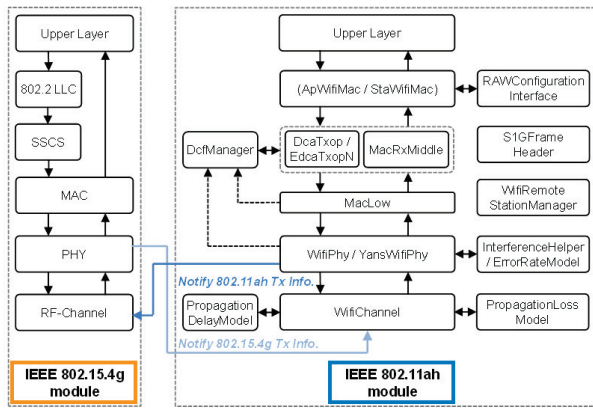 Upper Layer
802.2 LLC
SSCS
MAC
PHY
RF-Channel
IEEE 802.15.4g
module
Upper Layer
(ApWifiMac / StaWifiMac)
RAWConfiguration
Interface
DcfManager
DcaTxop /
EdcaTxopN
MacRxMiddle
S1GFrame
Header
MacLow
WifiRemote
StationManager
WifiPhy / YansWifiPhy
InterferenceHelper
/ ErrorRateModel
Notify 802.11ah Tx Info.
Propagation
DelayModel
WifiChannel
PropagationLoss
Model
Notify 802.15.4g Tx Info.
IEEE 802.11ah
module